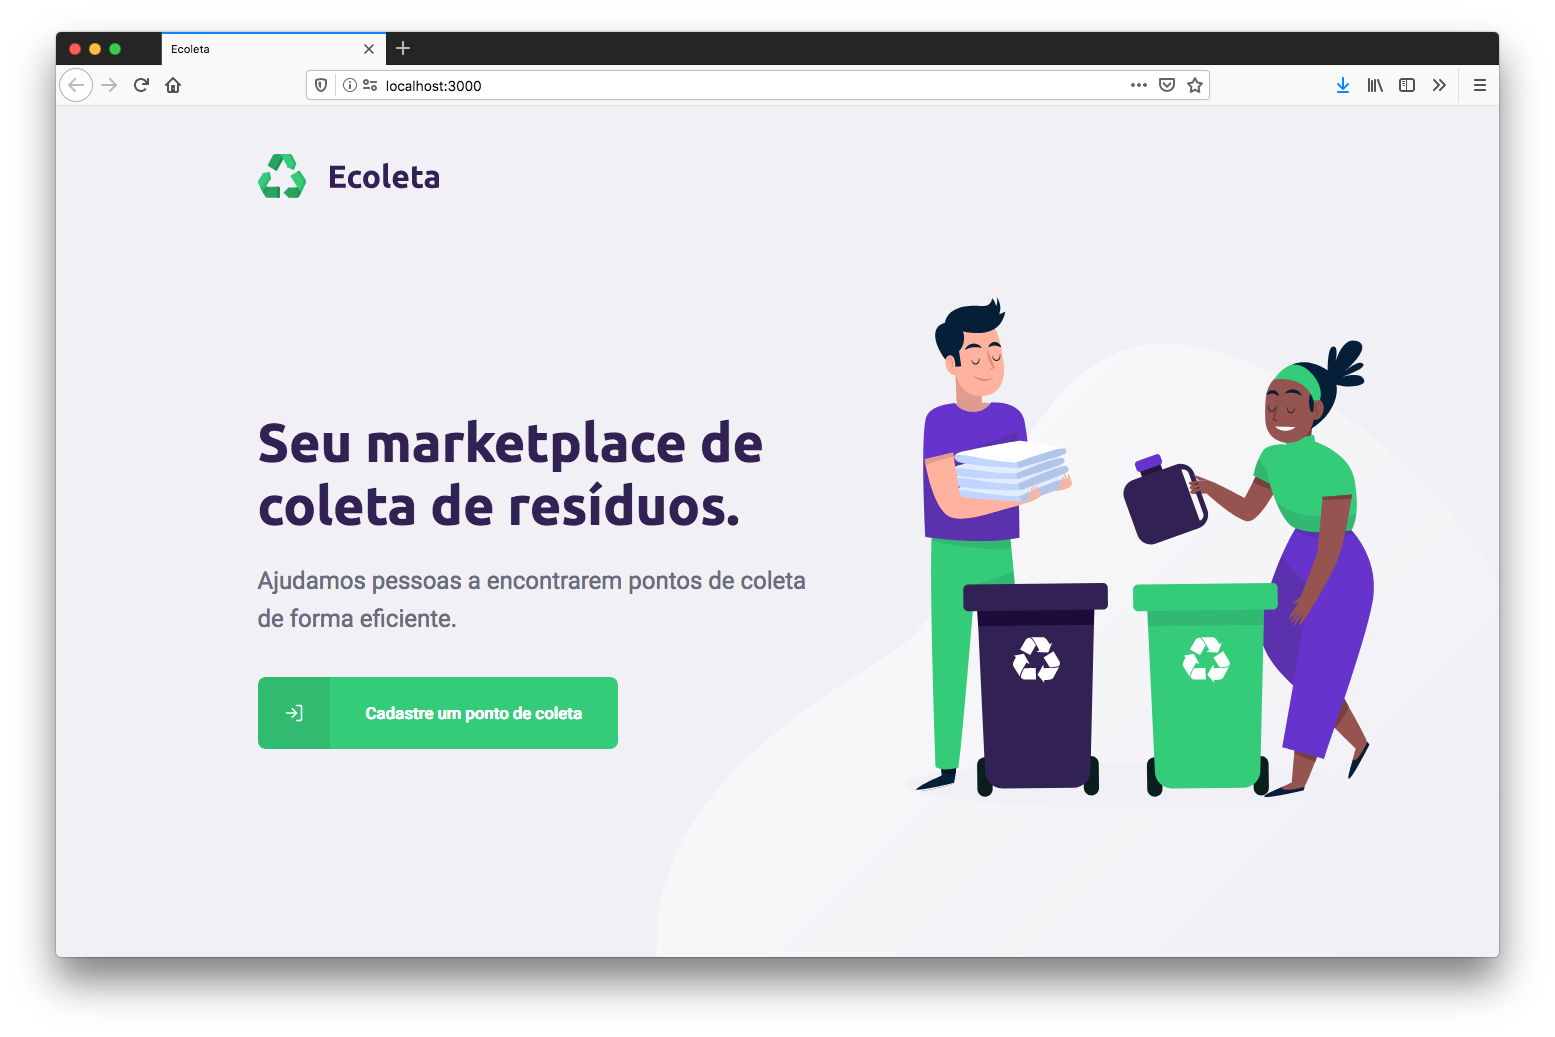 Ecoleta
localhost:3000
Ecoleta
Seu marketplace de
coleta de resíduos.
Ajudamos pessoas a encontrarem pontos de coleta
de forma eficiente.
Cadastre um ponto de coleta